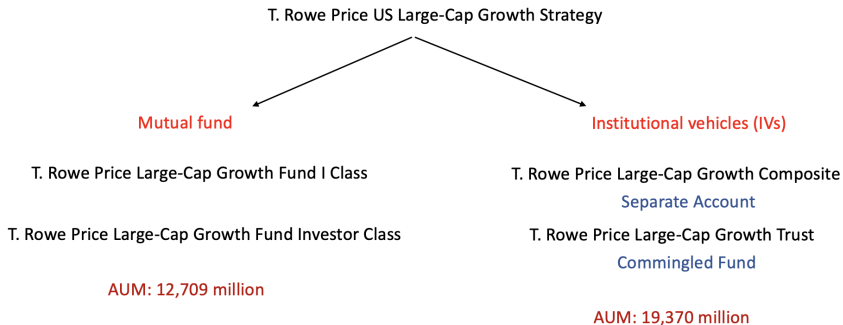 T. Rowe Price US Large-Cap Growth Strategy
Mutual fund
T. Rowe Price Large-Cap Growth Fund I Class
T. Rowe Price Large-Cap Growth Fund Investor Class
AUM: 12,709 million
Institutional vehicles (IVs)
T. Rowe Price Large-Cap Growth Composite
Separate Account
T. Rowe Price Large-Cap Growth Trust
Commingled Fund
AUM: 19,370 million